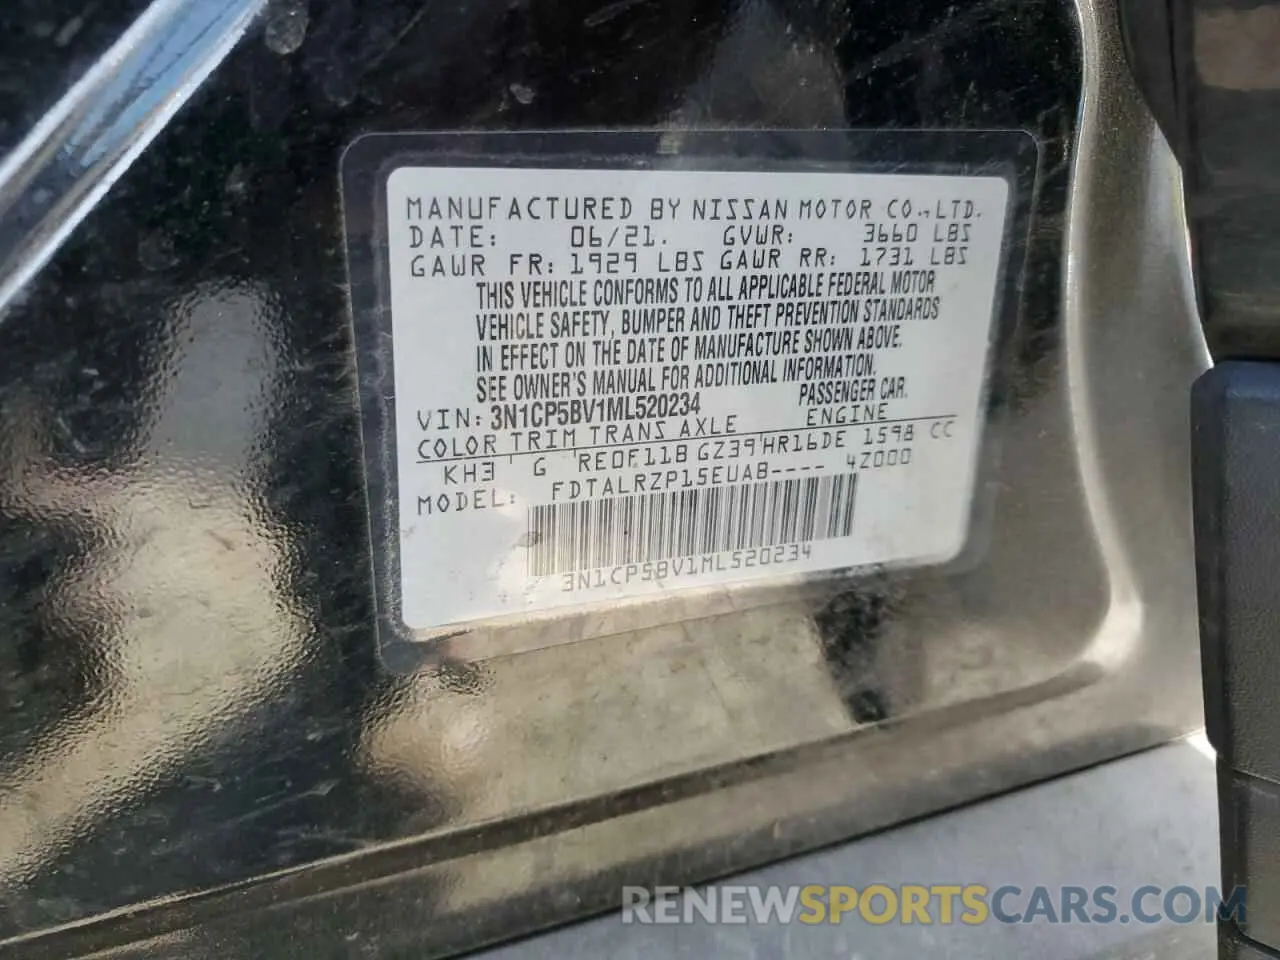 MANUFACTURED BY NISSAN MOTOR CO., LTD.
DATE: 06/21. GVWR: 3660 LBS
GAWR FR: 1929 LBS GAWR RR: 1731 LBS
THIS VEHICLE CONFORMS TO ALL APPLICABLE FEDERAL MOTOR
VEHICLE SAFETY, BUMPER AND THEFT PREVENTION STANDARDS
IN EFFECT ON THE DATE OF MANUFACTURE SHOWN ABOVE.
SEE OWNER'S MANUAL FOR ADDITIONAL INFORMATION.
VIN: 3N1CP5BV1ML520234 PASSENGER CAR.
COLOR TRIM TRANS AXLE ENGINE
KH3 G RE0F11B GZ39 HR16DE 1598 CC
MODEL: FDTALRZP15EUAB---- 4Z000
3N1CP5BV1ML520234
RENEWSPORTSCARS.COM